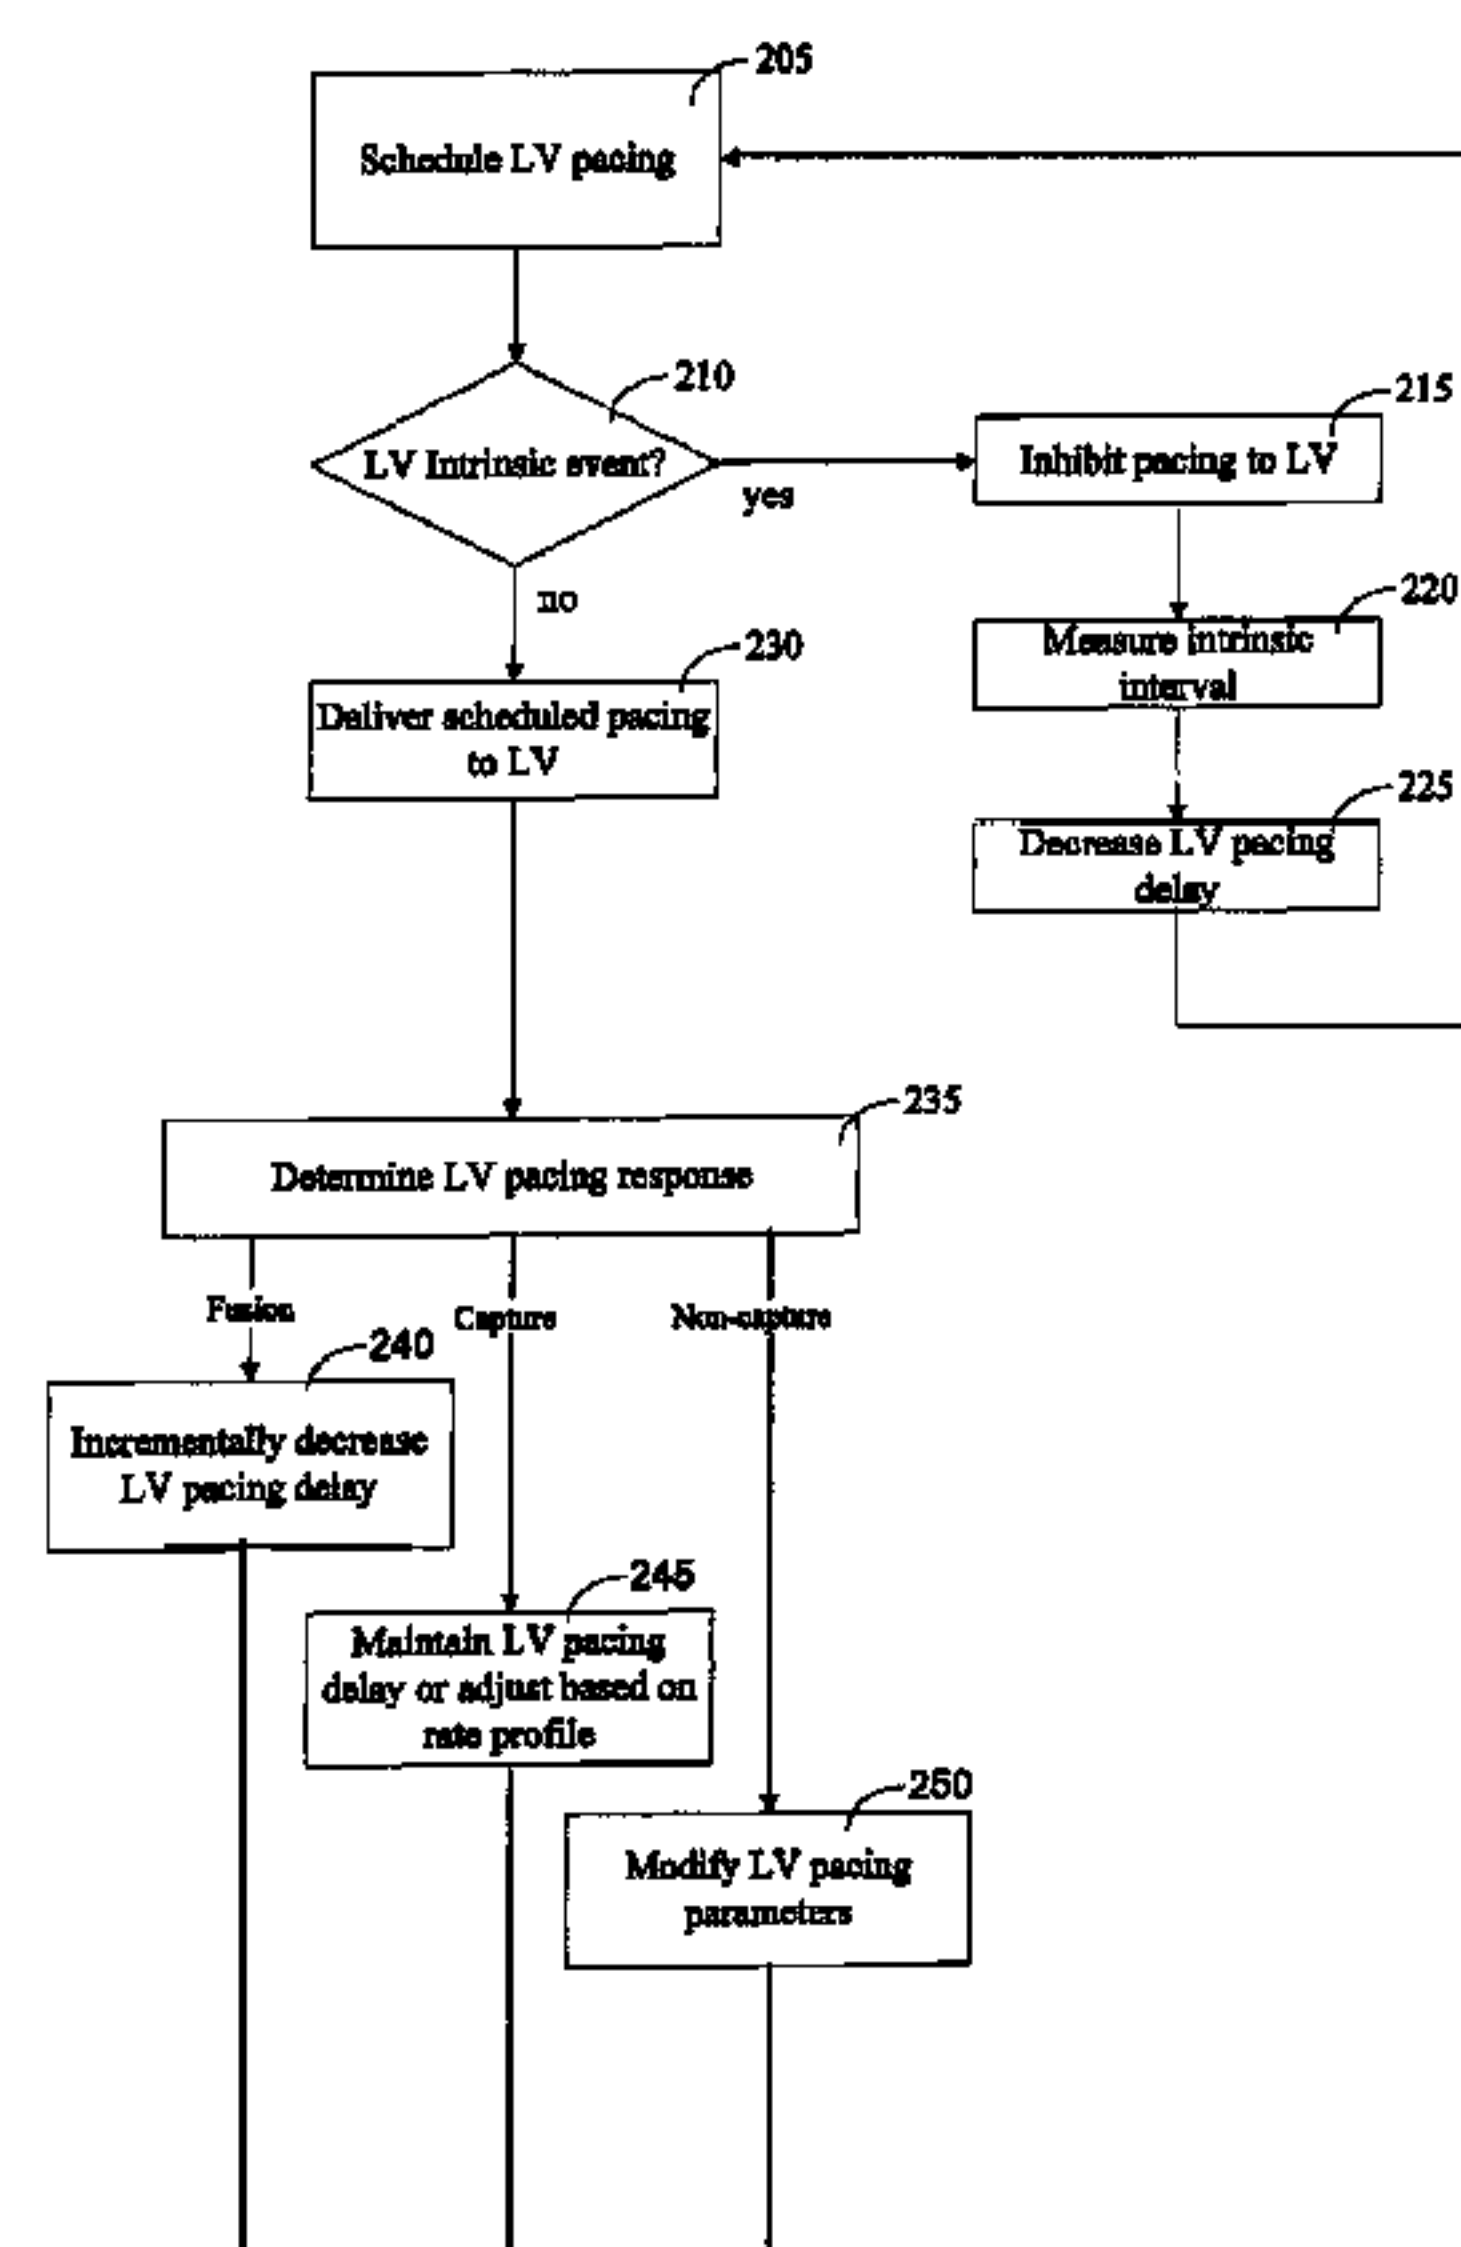 205
Schedule LV pacing
210
LV Intrinsic event?
yes
215
Inhibit pacing to LV
220
Measure intrinsic
interval
225
Decrease LV pacing
delay
no
230
Deliver scheduled pacing
to LV
235
Determine LV pacing response
Fusion
Capture
Non-capture
240
Incrementally decrease
LV pacing delay
245
Maintain LV pacing
delay or adjust based on
rate profile
250
Modify LV pacing
parameters